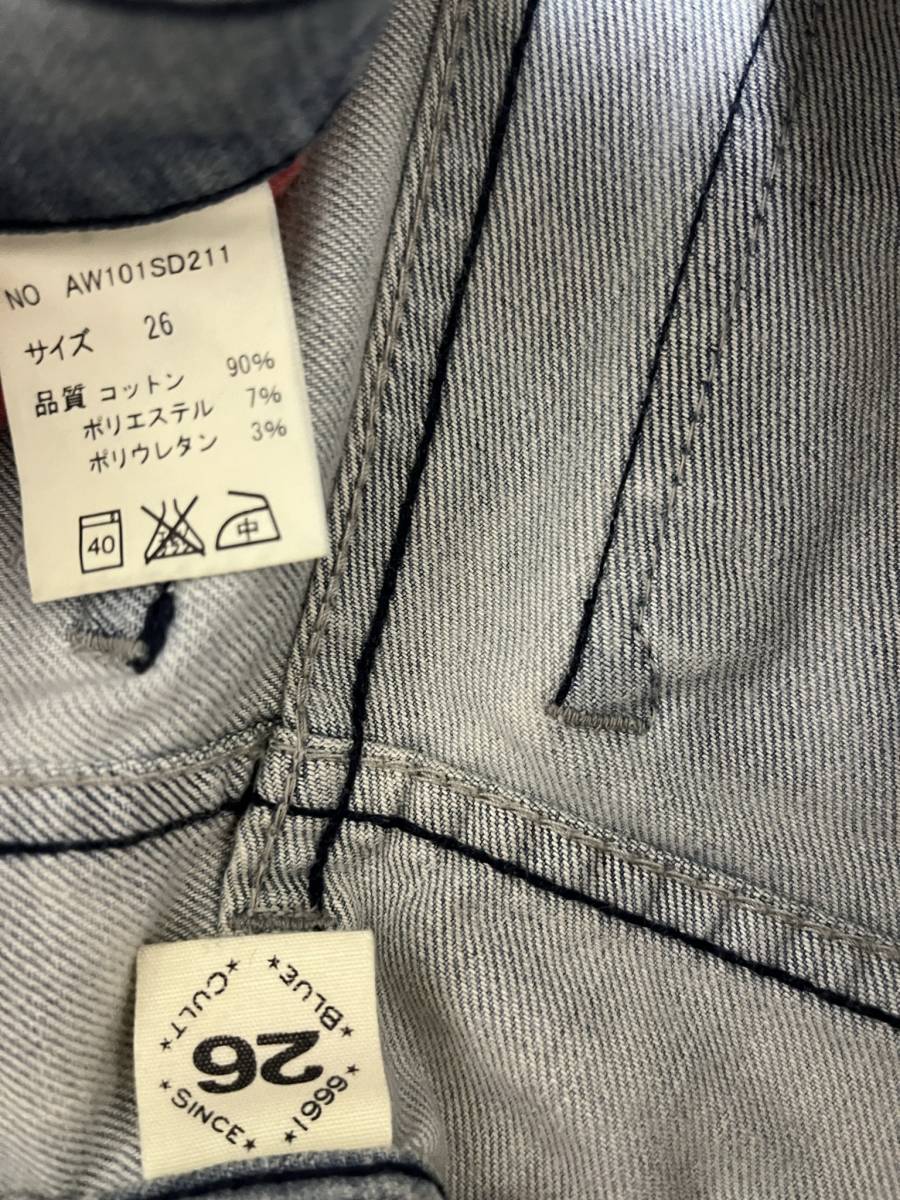 NO AW101SD211
サイズ 26
品質 コットン 90%
ポリエステル 7%
ポリウレタン 3%
40
中
BLUE
CULT
26
SINCE
1999